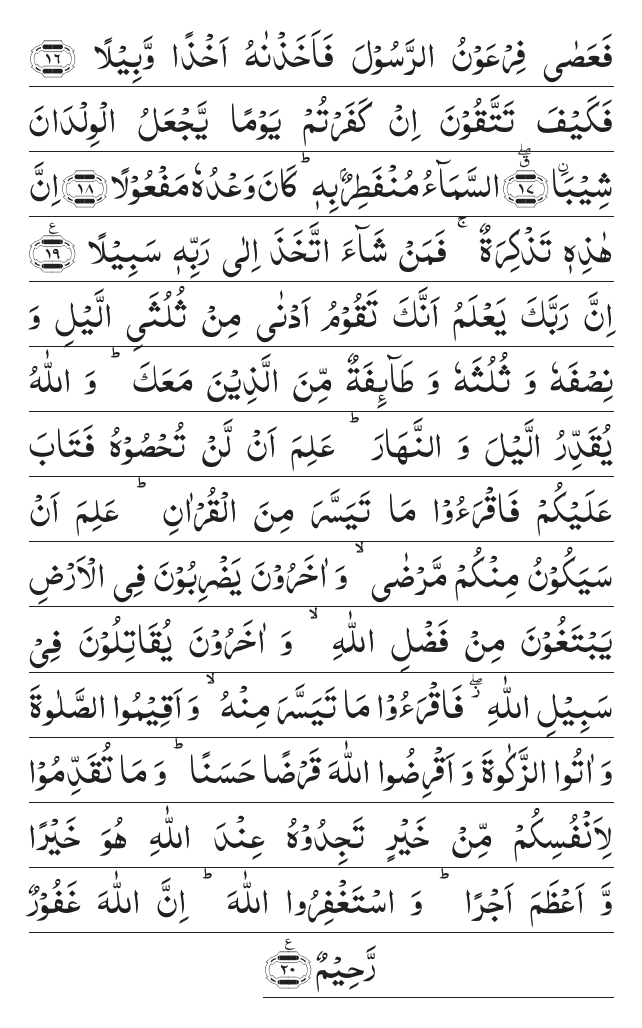 فَعَصٰى فِرۡعَوۡنُ الرَّسُوۡلَ فَاَخَذۡنٰهُ اَخۡذًا وَّبِيۡلًا ﴿١٦﴾
فَكَيۡفَ تَتَّقُوۡنَ اِنۡ كَفَرۡتُمۡ يَوۡمًا يَّجۡعَلُ الۡوِلۡدَانَ
شِيۡبَاۨ ﴿١٧﴾ۖۗ السَّمَآءُ مُنۡفَطِرٌۢ بِهٖ‌ؕ كَانَ وَعۡدُهٗ مَفۡعُوۡلًا ﴿١٨﴾ اِنَّ
هٰذِهٖ تَذۡكِرَةٌ ‌ۚ فَمَنۡ شَآءَ اتَّخَذَ اِلٰى رَبِّهٖ سَبِيۡلًا ﴿١٩﴾ع
اِنَّ رَبَّكَ يَعۡلَمُ اَنَّكَ تَقُوۡمُ اَدۡنٰى مِنۡ ثُلُثَىِ الَّيۡلِ وَ
نِصۡفَهٗ وَ ثُلُثَهٗ وَ طَآٮِٕفَةٌ مِّنَ الَّذِيۡنَ مَعَكَ‌ ؕ وَ اللّٰهُ
يُقَدِّرُ الَّيۡلَ وَ النَّهَارَ‌ ؕ عَلِمَ اَنۡ لَّنۡ تُحۡصُوۡهُ فَتَابَ
عَلَيۡكُمۡ فَاقۡرَءُوۡا مَا تَيَسَّرَ مِنَ الۡقُرۡاٰنِ‌ ؕ عَلِمَ اَنۡ
سَيَكُوۡنُ مِنۡكُمۡ مَّرۡضٰى‌ ۙ وَ اٰخَرُوۡنَ يَضۡرِبُوۡنَ فِى الۡاَرۡضِ
يَبۡتَغُوۡنَ مِنۡ فَضۡلِ اللّٰهِ‌ ۙ وَ اٰخَرُوۡنَ يُقَاتِلُوۡنَ فِىۡ
سَبِيۡلِ اللّٰهِ ‌ۖ ز فَاقۡرَءُوۡا مَا تَيَسَّرَ مِنۡهُ‌ ۙ وَ اَقِيۡمُوا الصَّلٰوةَ
وَ اٰتُوا الزَّكٰوةَ وَ اَقۡرِضُوا اللّٰهَ قَرۡضًا حَسَنًا‌ ؕ وَ مَا تُقَدِّمُوۡا
لِاَنۡفُسِكُمۡ مِّنۡ خَيۡرٍ تَجِدُوۡهُ عِنۡدَ اللّٰهِ هُوَ خَيۡرًا
وَّ اَعۡظَمَ اَجۡرًا‌ ؕ وَ اسۡتَغۡفِرُوا اللّٰهَ ‌ؕ اِنَّ اللّٰهَ غَفُوۡرٌ
رَّحِيۡمٌ ﴿٢٠﴾ع